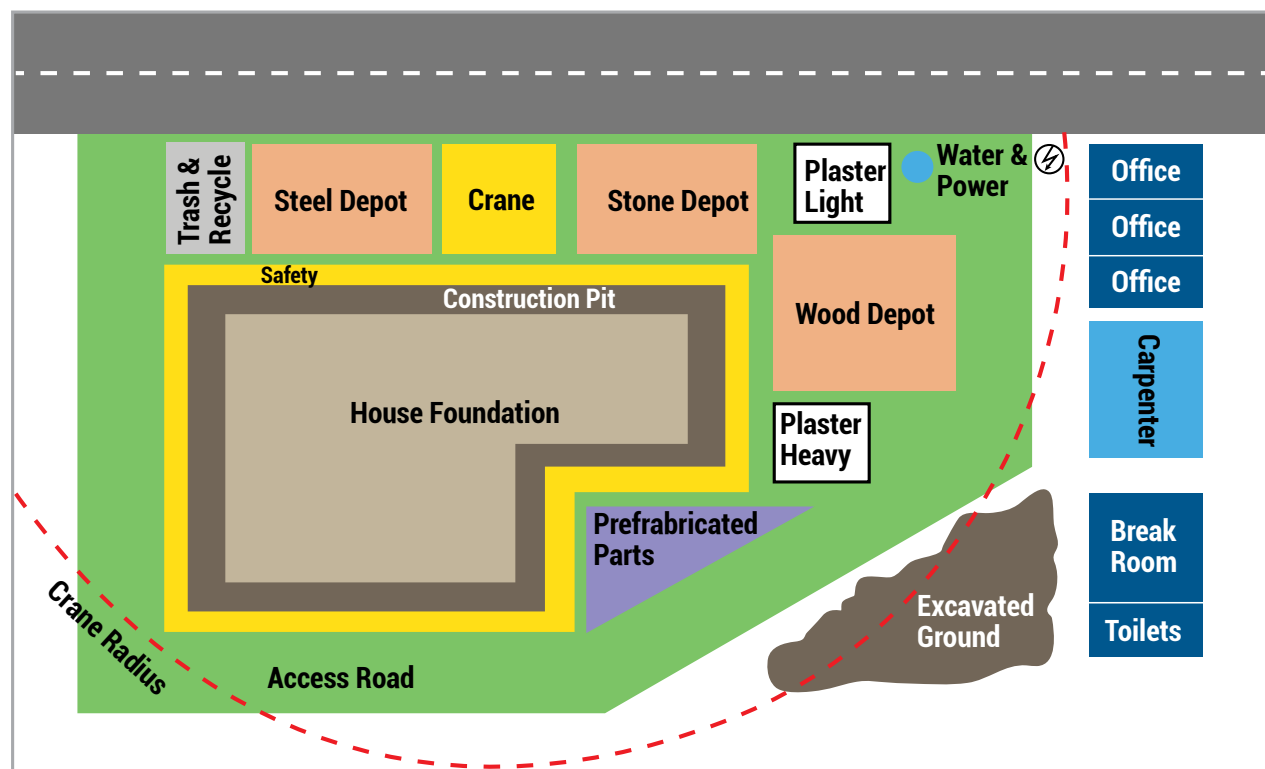 Trash &
Recycle
Steel Depot
Crane
Stone Depot
Plaster
Light
Water &
Power
Office
Office
Office
Safety
Construction Pit
Wood Depot
House Foundation
Carpenter
Plaster
Heavy
Prefrabricated
Parts
Break
Room
Crane Radius
Excavated
Ground
Toilets
Access Road